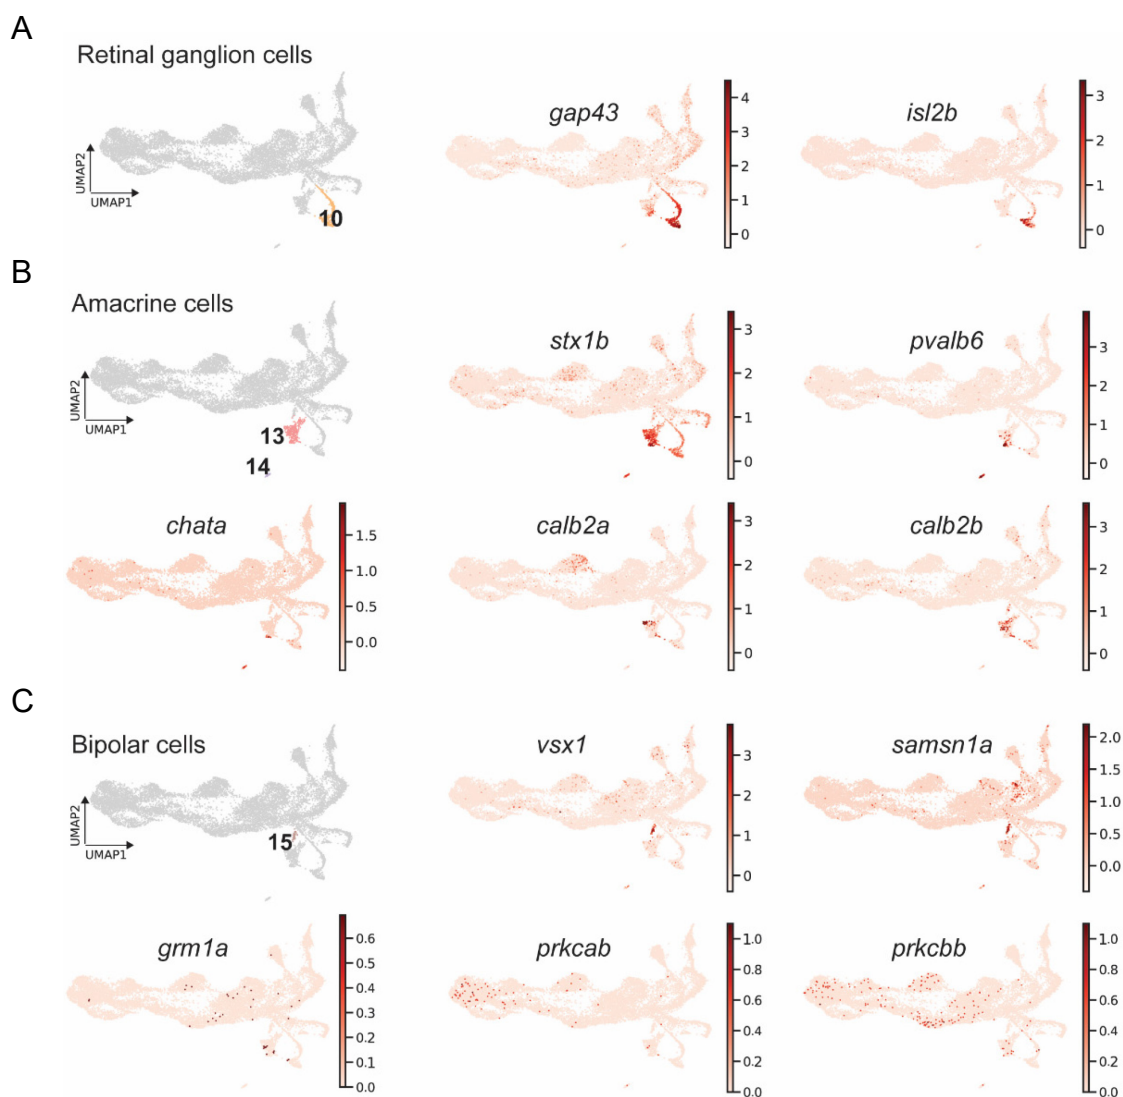 A
Retinal ganglion cells
gap43
isl2b
UMAP2
UMAP1
10
4
3
2
1
0
3
2
1
0
B
Amacrine cells
stx1b
pvalb6
UMAP2
UMAP1
13
14
3
2
1
0
3
2
1
0
chata
calb2a
calb2b
1.5
1.0
0.5
0.0
3
2
1
0
3
2
1
0
C
Bipolar cells
vsx1
samsn1a
UMAP2
UMAP1
15
3
2
1
0
2.0
1.5
1.0
0.5
0.0
grm1a
prkcab
prkcbb
0.6
0.5
0.4
0.3
0.2
0.1
0.0
1.0
0.8
0.6
0.4
0.2
0.0
1.0
0.8
0.6
0.4
0.2
0.0